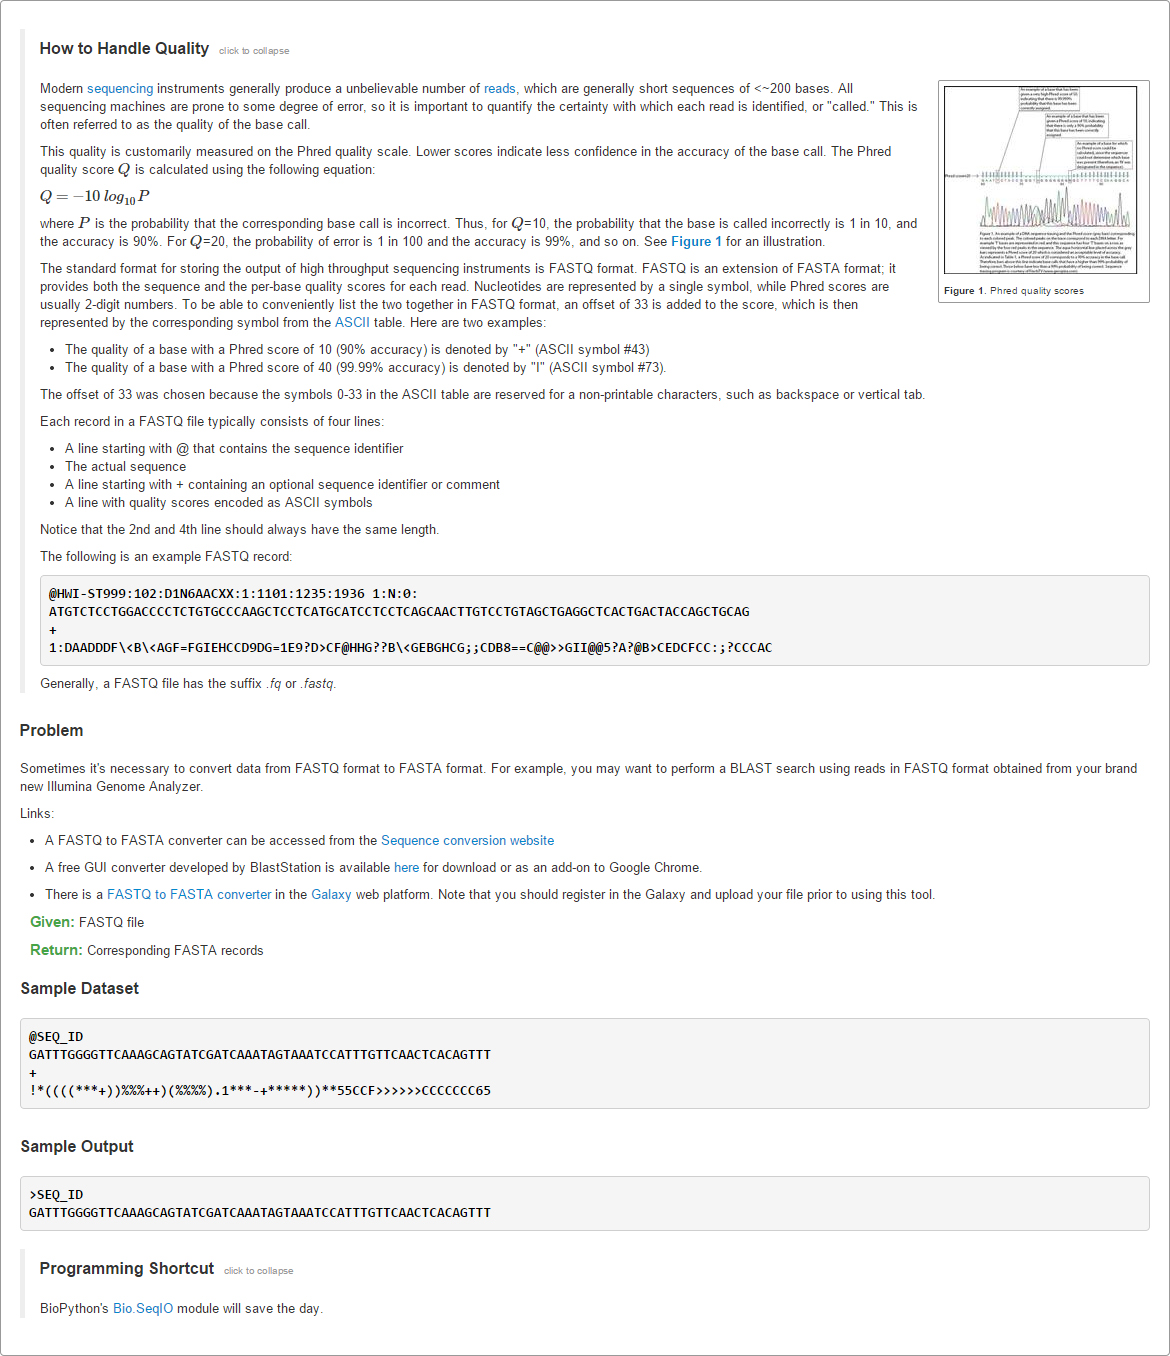 How to Handle Quality click to collapse
Modern sequencing instruments generally produce a unbelievable number of reads, which are generally short sequences of <~200 bases. All
sequencing machines are prone to some degree of error, so it is important to quantify the certainty with which each read is identified, or "called." This is
often referred to as the quality of the base call.
This quality is customarily measured on the Phred quality scale. Lower scores indicate less confidence in the accuracy of the base call. The Phred
quality score Q is calculated using the following equation:
Q = −10 log10 P
where P is the probability that the corresponding base call is incorrect. Thus, for Q=10, the probability that the base is called incorrectly is 1 in 10, and
the accuracy is 90%. For Q=20, the probability of error is 1 in 100 and the accuracy is 99%, and so on. See Figure 1 for an illustration.
The standard format for storing the output of high throughput sequencing instruments is FASTQ format. FASTQ is an extension of FASTA format; it
provides both the sequence and the per-base quality scores for each read. Nucleotides are represented by a single symbol, while Phred scores are
usually 2-digit numbers. To be able to conveniently list the two together in FASTQ format, an offset of 33 is added to the score, which is then
represented by the corresponding symbol from the ASCII table. Here are two examples:
Figure 1. Phred quality scores
• The quality of a base with a Phred score of 10 (90% accuracy) is denoted by "+" (ASCII symbol #43)
• The quality of a base with a Phred score of 40 (99.99% accuracy) is denoted by "I" (ASCII symbol #73).
The offset of 33 was chosen because the symbols 0-33 in the ASCII table are reserved for a non-printable characters, such as backspace or vertical tab.
Each record in a FASTQ file typically consists of four lines:
• A line starting with @ that contains the sequence identifier
• The actual sequence
• A line starting with + containing an optional sequence identifier or comment
• A line with quality scores encoded as ASCII symbols
Notice that the 2nd and 4th line should always have the same length.
The following is an example FASTQ record:
@HWI-ST999:102:D1N6AACXX:1:1101:1235:1936 1:N:0:
ATGTCTCCTGGACCCCTCTGTGCCCAAGCTCCTCATGCATCCTCCTCAGCAACTTGTCCTGTAGCTGAGGCTCACTGACTACCAGCTGCAG
+
1:DAADDDF\<B\<AGF=FGIEHCCD9DG=1E9?D>CF@HHG??B\<GEBGHCG;;CDB8==C@@>>GII@@5?A?@B>CEDCFCC:;?CCCAC
Generally, a FASTQ file has the suffix .fq or .fastq.
Problem
Sometimes it's necessary to convert data from FASTQ format to FASTA format. For example, you may want to perform a BLAST search using reads in FASTQ format obtained from your brand
new Illumina Genome Analyzer.
Links:
• A FASTQ to FASTA converter can be accessed from the Sequence conversion website
• A free GUI converter developed by BlastStation is available here for download or as an add-on to Google Chrome.
• There is a FASTQ to FASTA converter in the Galaxy web platform. Note that you should register in the Galaxy and upload your file prior to using this tool.
Given: FASTQ file
Return: Corresponding FASTA records
Sample Dataset
@SEQ_ID
GATTTGGGGTTCAAAGCAGTATCGATCAAATAGTAAATCCATTTGTTCAACTCACAGTTT
+
!*((((***+))%%%++)(%%%%).1***-+*****))**55CCF>>>>>>CCCCCCC65
Sample Output
>SEQ_ID
GATTTGGGGTTCAAAGCAGTATCGATCAAATAGTAAATCCATTTGTTCAACTCACAGTTT
Programming Shortcut click to collapse
BioPython's Bio.SeqIO module will save the day.